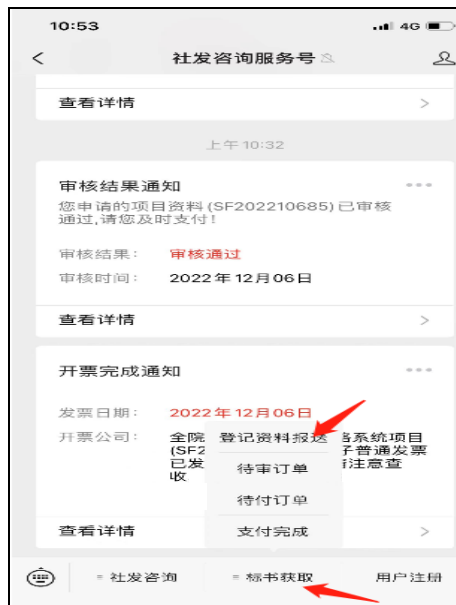 10:53
4G
社发咨询服务号
查看详情
上午10:32
审核结果通知
您申请的项目资料(SF202210685)已审核
通过,请您及时支付!
审核结果: 审核通过
审核时间: 2022年12月06日
查看详情
开票完成通知
发票日期: 2022年12月06日
开票公司: 全院
(SF2
已发
收
登记资料报送
待审订单
待付订单
支付完成
系统项目
子普通发票
注意查
查看详情
社发咨询
标书获取
用户注册